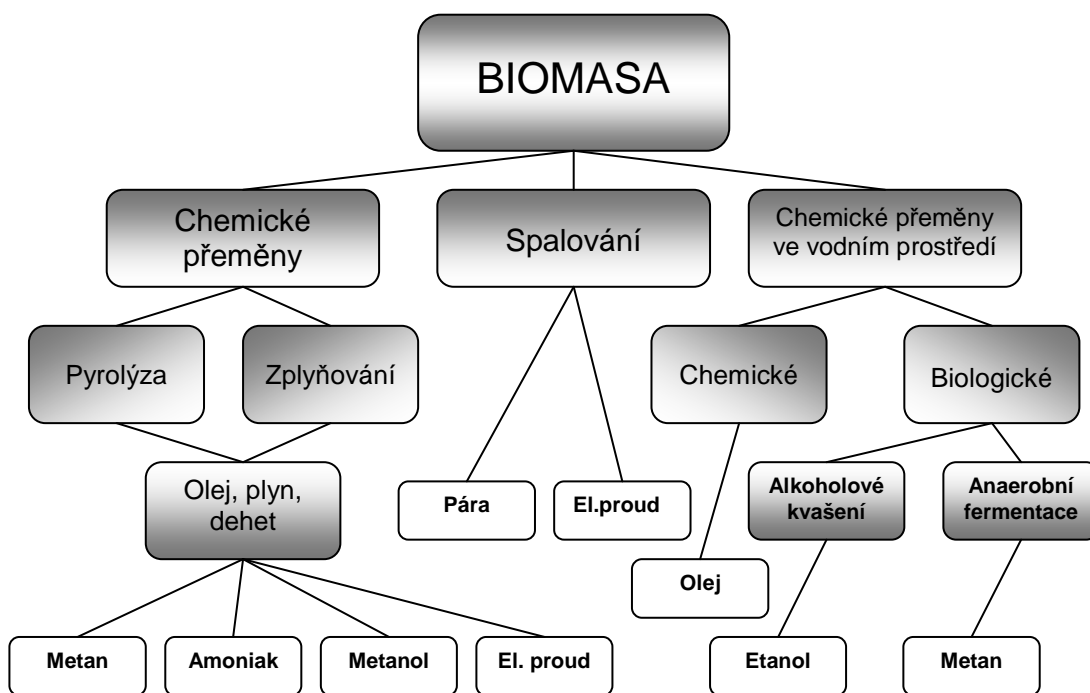 BIOMASA
Chemické
přeměny
Spalování
Chemické přeměny
ve vodním prostředí
Pyrolýza
Zplyňování
Chemické
Biologické
Olej, plyn,
dehet
Pára
El.proud
Alkoholové
kvašení
Anaerobní
fermentace
Olej
Metan
Amoniak
Metanol
El. proud
Etanol
Metan